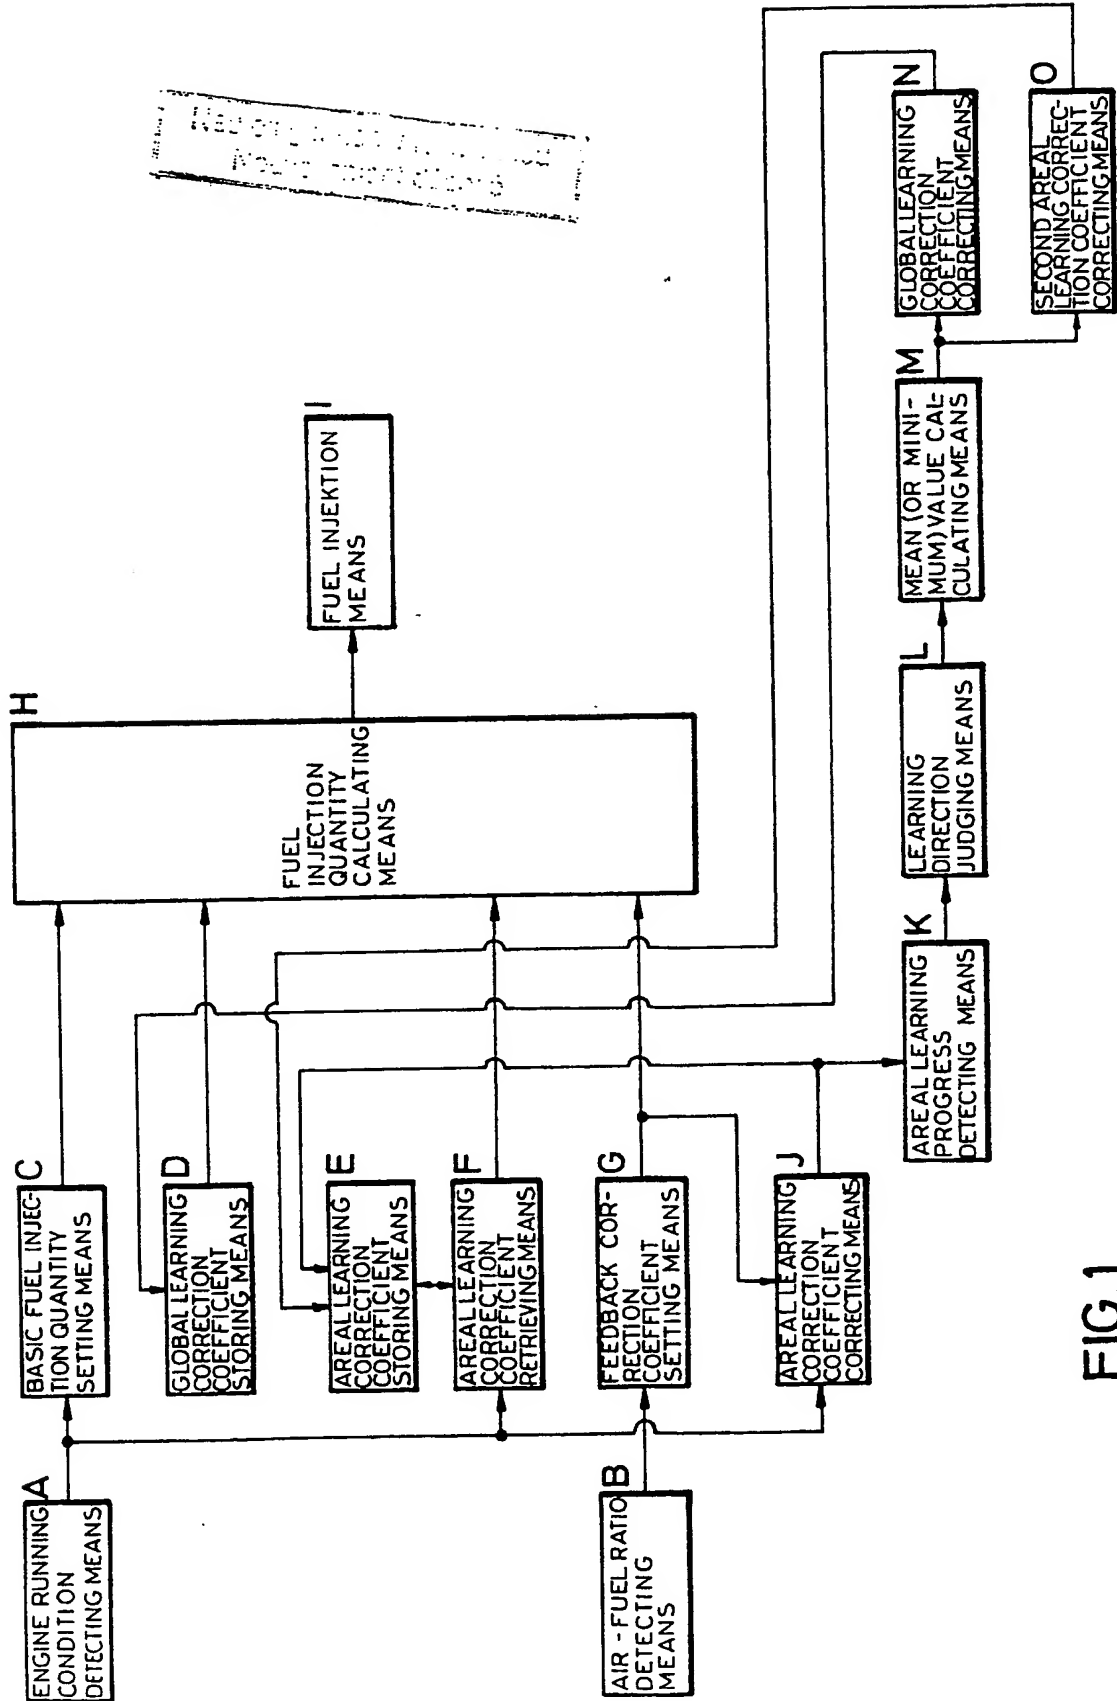 ENGINE RUNNING
CONDITION
DETECTING MEANS
A
AIR - FUEL RATIO
DETECTING
MEANS
B
BASIC FUEL INJEC-
TION QUANTITY
SETTING MEANS
C
GLOBAL LEARNING
CORRECTION
COEFFICIENT
STORING MEANS
D
AREAL LEARNING
CORRECTION
COEFFICIENT
STORING MEANS
E
AREAL LEARNING
CORRECTION
COEFFICIENT
RETRIEVING MEANS
F
FEEDBACK COR-
RECTION
COEFFICIENT
SETTING MEANS
G
AREAL LEARNING
CORRECTION
COEFFICIENT
CORRECTING MEANS
J
FUEL
INJECTION
QUANTITY
CALCULATING
MEANS
H
FUEL INJEKTION
MEANS
I
AREAL LEARNING
PROGRESS
DETECTING MEANS
K
LEARNING
DIRECTION
JUDGING MEANS
L
MEAN (OR MINI-
MUM) VALUE CAL-
CULATING MEANS
M
GLOBAL LEARNING
CORRECTION
COEFFICIENT
CORRECTING MEANS
N
SECOND AREAL
LEARNING CORREC-
TION COEFFICIENT
CORRECTING MEANS
O
FIG.1